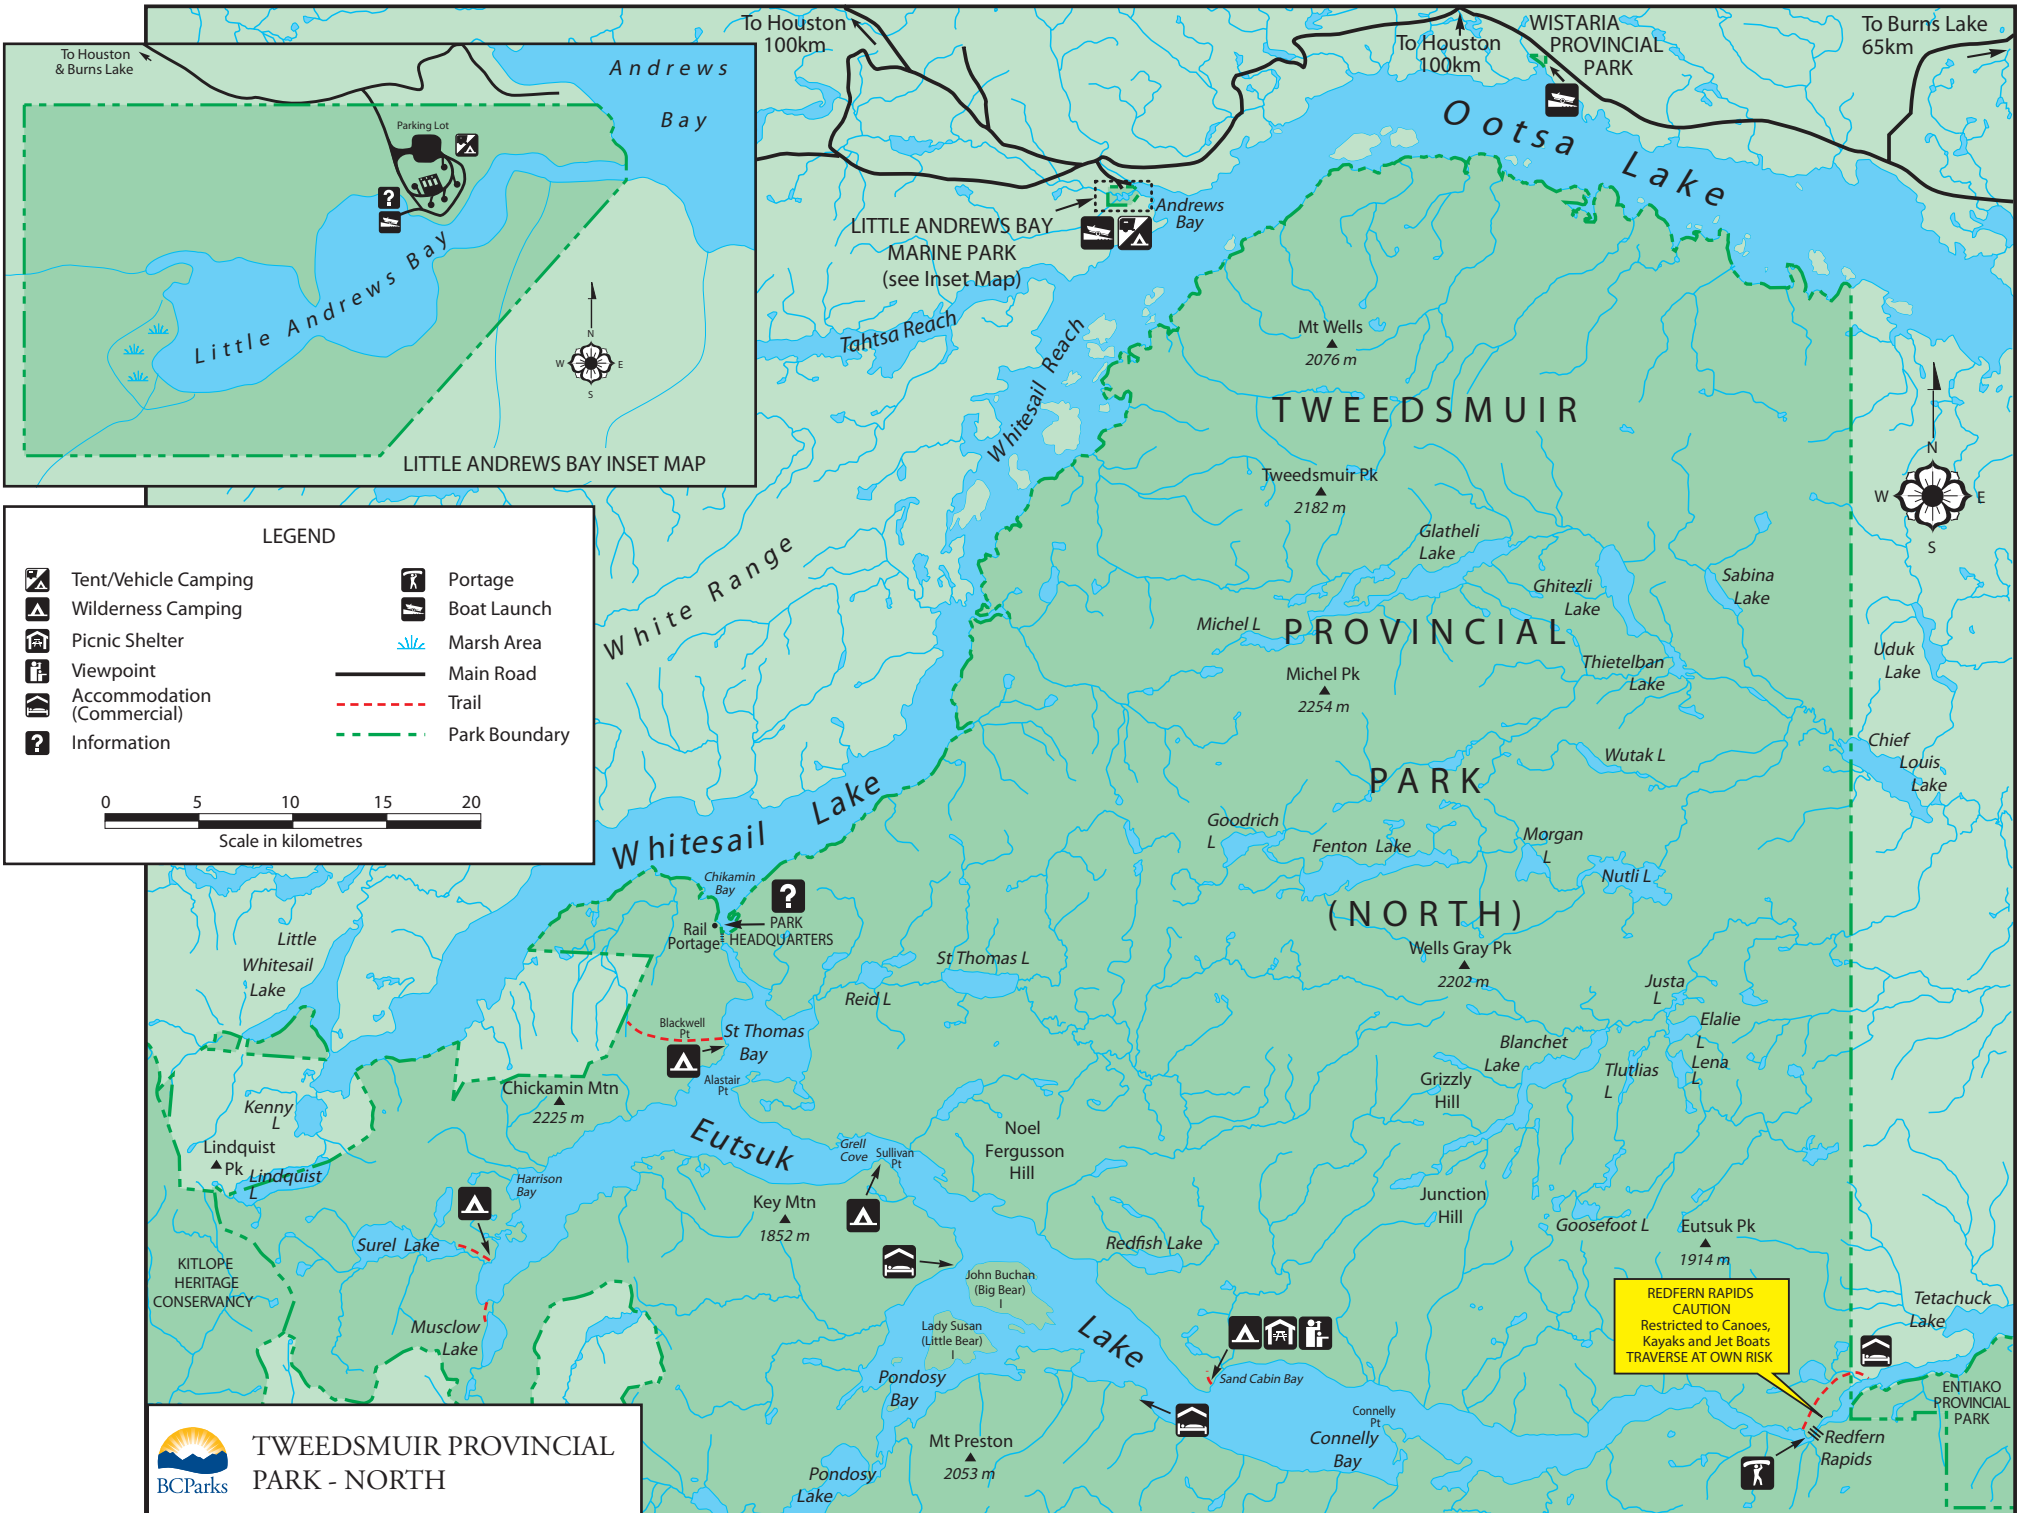 To Houston
& Burns Lake
Andrews
Bay
Parking Lot
Little Andrews Bay
N
W
E
S
LITTLE ANDREWS BAY INSET MAP
To Houston
100km
To Houston
100km
WISTARIA
PROVINCIAL
PARK
To Burns Lake
65km
Ootsa Lake
Andrews
Bay
LITTLE ANDREWS BAY
MARINE PARK
(see Inset Map)
Tahtsa Reach
Whitesail Reach
Mt Wells
2076 m
TWEEDSMUIR
Tweedsmuir Pk
2182 m
N
W
E
S
LEGEND
Tent/Vehicle Camping
Wilderness Camping
Picnic Shelter
Viewpoint
Accommodation
(Commercial)
Information
Portage
Boat Launch
Marsh Area
Main Road
Trail
Park Boundary
0 5 10 15 20
Scale in kilometres
White Range
Glatheli
Lake
Ghitezli
Lake
Sabina
Lake
Michel L
PROVINCIAL
Thietelban
Lake
Uduk
Lake
Michel Pk
2254 m
Wutak L
Chief
Louis
Lake
PARK
Whitesail Lake
Goodrich
L
Fenton Lake
Morgan
L
Nutli L
Chikamin
Bay
(NORTH)
PARK
HEADQUARTERS
Rail
Portage
Wells Gray Pk
2202 m
Little
Whitesail
Lake
St Thomas L
Reid L
Justa
L
Elalie
L
Blackwell
Pt
St Thomas
Bay
Blanchet
Lake
Tlutlias
L
Lena
L
Alastair
Pt
Chickamin Mtn
2225 m
Grizzly
Hill
Kenny
L
Lindquist
Pk
Lindquist
L
Eutsuk
Grell
Cove
Sullivan
Pt
Noel
Fergusson
Hill
Harrison
Bay
Key Mtn
1852 m
Junction
Hill
Goosefoot L
Eutsuk Pk
1914 m
Surel Lake
Redfish Lake
KITLOPE
HERITAGE
CONSERVANCY
John Buchan
(Big Bear)
I
REDFERN RAPIDS
CAUTION
Restricted to Canoes,
Kayaks and Jet Boats
TRAVERSE AT OWN RISK
Tetachuck
Lake
Musclow
Lake
Lady Susan
(Little Bear)
I
Lake
Pondosy
Bay
Sand Cabin Bay
ENTIAKO
PROVINCIAL
PARK
Connelly
Pt
Connelly
Bay
Redfern
Rapids
Mt Preston
2053 m
Pondosy
Lake
BCParks
TWEEDSMUIR PROVINCIAL
PARK - NORTH